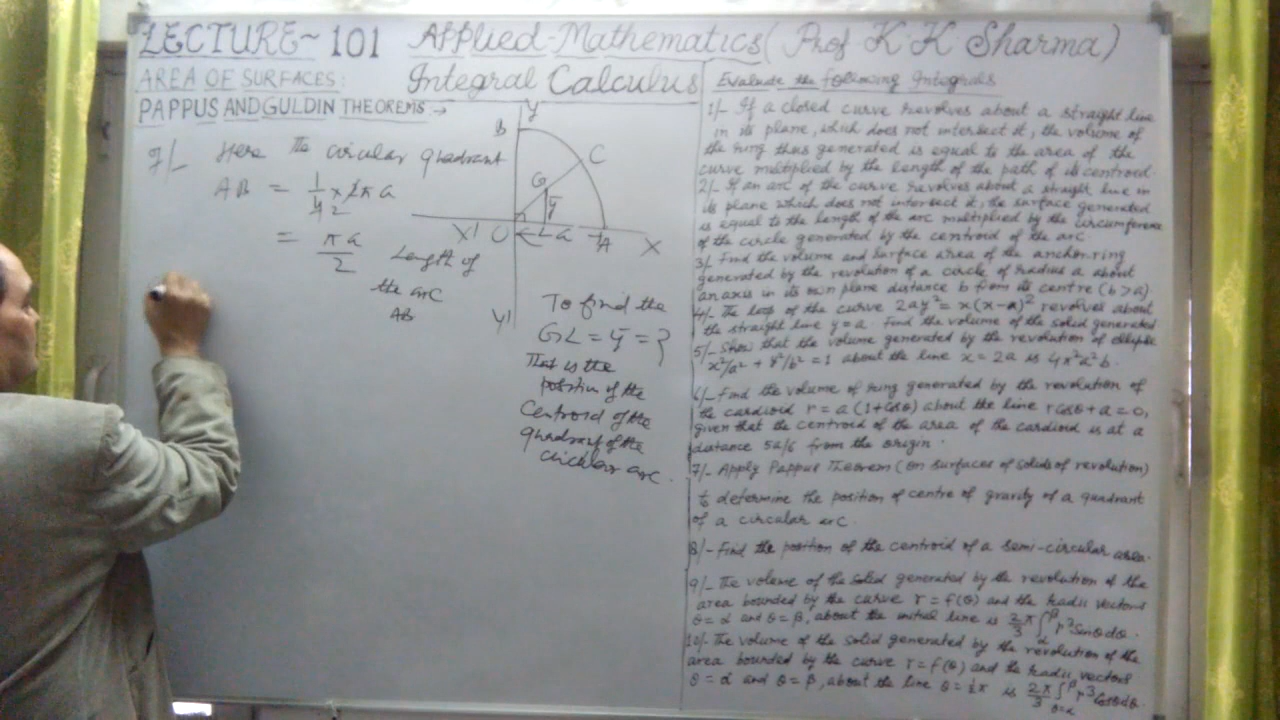 LECTURE~101 Applied-Mathematics (Prof. K. K. Sharma)
AREA OF SURFACES: Integral Calculus
PAPPUS AND GULDIN THEOREMS:→
7/- Here the circular quadrant
AB = 1/4 x 2π a
2
= πa/2
Length of
the arc
AB
Y
B
C
G
ȳ
X' O L a A X
Y'
To find the
GL = ȳ = ?
That is the
position of the
Centroid of the
quadrant of the
circular arc.
Evaluate the following Integrals
1/- If a closed curve revolves about a straight line
in its plane, which does not intersect it, the volume of
the ring thus generated is equal to the area of the
curve multiplied by the length of the path of its centroid.
2/- If an arc of the curve revolves about a straight line in
its plane which does not intersect it, the surface generated
is equal to the length of the arc multiplied by the circumference
of the circle generated by the centroid of the arc.
3/- Find the volume and surface area of the anchor-ring
generated by the revolution of a circle of radius a about
an axis in its own plane distance b from its centre (b > a).
4/- The loop of the curve 2ay² = x(x-a)² revolves about
the straight line y = a. Find the volume of the solid generated
5/- Show that the volume generated by the revolution of ellipse
x²/a² + y²/b² = 1 about the line x = 2a is 4π²a²b.
6/- Find the volume of ring generated by the revolution of
the cardioid r = a (1+cosθ) about the line r cosθ + a = 0,
given that the centroid of the area of the cardioid is at a
distance 5a/6 from the origin.
7/- Apply Pappus Theorem (on surfaces of solids of revolution)
to determine the position of centre of gravity of a quadrant
of a circular arc.
8/- Find the position of the centroid of a semi-circular area.
9/- The volume of the solid generated by the revolution of the
area bounded by the curve r = f(θ) and the radii vectors
θ = α and θ = β, about the initial line is 2π/3 ∫_α^β r³ sinθ dθ.
10/- The volume of the solid generated by the revolution of the
area bounded by the curve r = f(θ) and the radii vectors
θ = α and θ = β, about the line θ = ½π is 2π/3 ∫_{θ=α}^β r³ cosθ dθ.